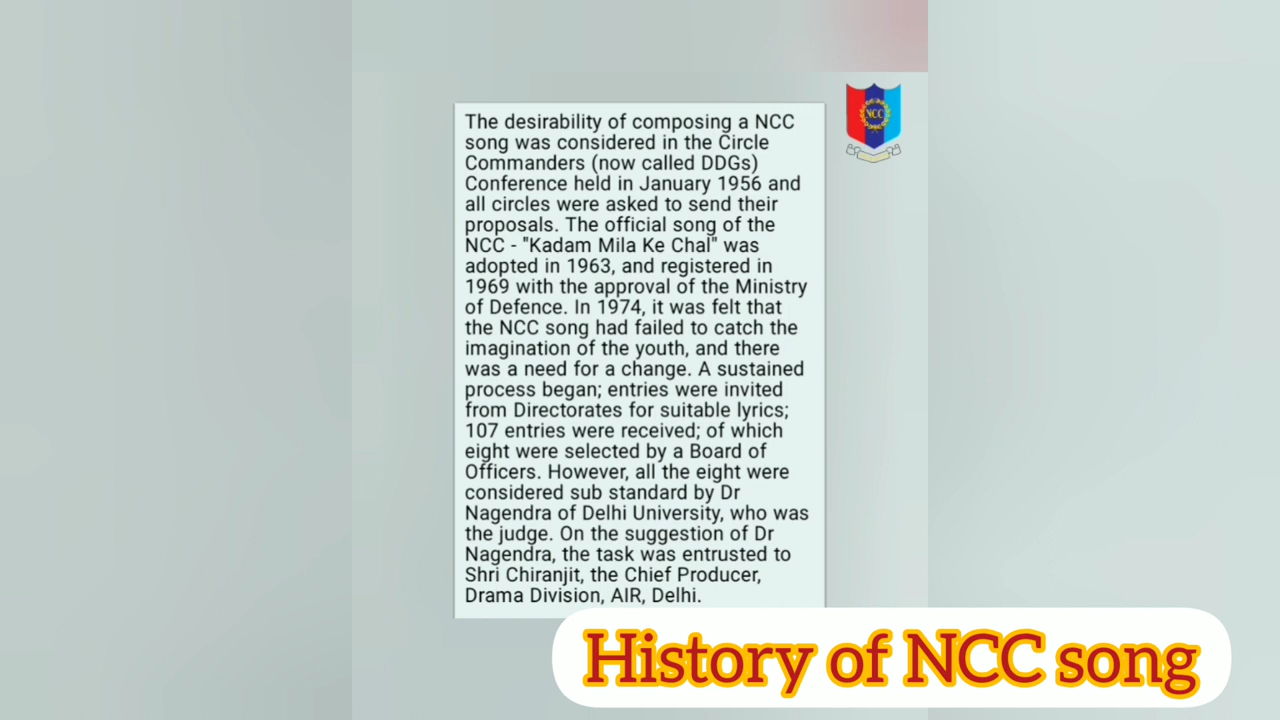 NCC
The desirability of composing a NCC
song was considered in the Circle
Commanders (now called DDGs)
Conference held in January 1956 and
all circles were asked to send their
proposals. The official song of the
NCC - "Kadam Mila Ke Chal" was
adopted in 1963, and registered in
1969 with the approval of the Ministry
of Defence. In 1974, it was felt that
the NCC song had failed to catch the
imagination of the youth, and there
was a need for a change. A sustained
process began; entries were invited
from Directorates for suitable lyrics;
107 entries were received; of which
eight were selected by a Board of
Officers. However, all the eight were
considered sub standard by Dr
Nagendra of Delhi University, who was
the judge. On the suggestion of Dr
Nagendra, the task was entrusted to
Shri Chiranjit, the Chief Producer,
Drama Division, AIR, Delhi.
History of NCC song